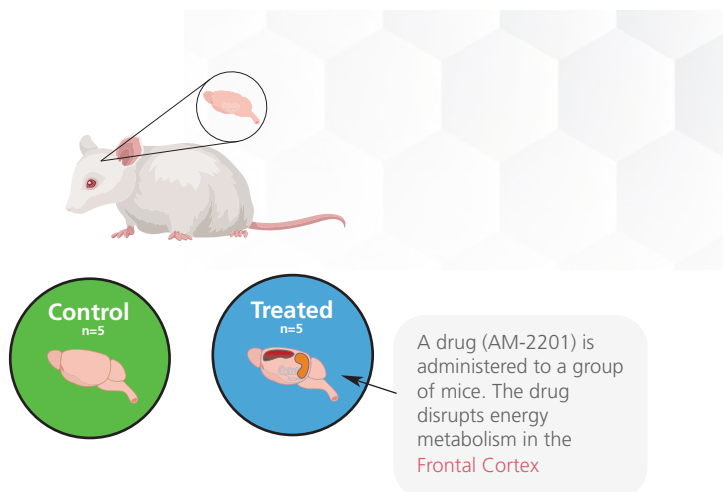 Control
n=5
Treated
n=5
A drug (AM-2201) is
administered to a group
of mice. The drug
disrupts energy
metabolism in the
Frontal Cortex